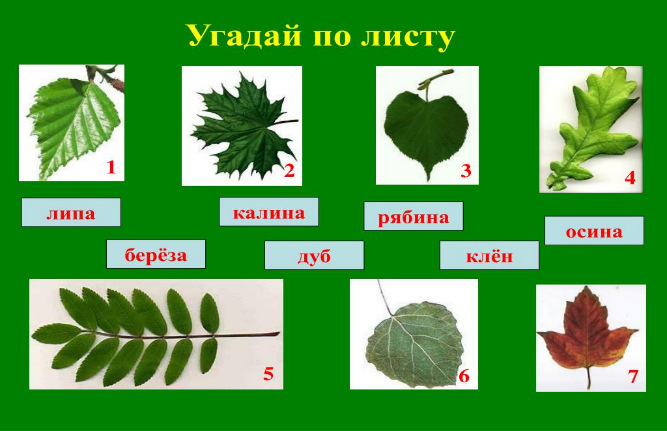 Угадай по листу
1
2
3
4
липа
калина
рябина
осина
берёза
дуб
клён
5
6
7